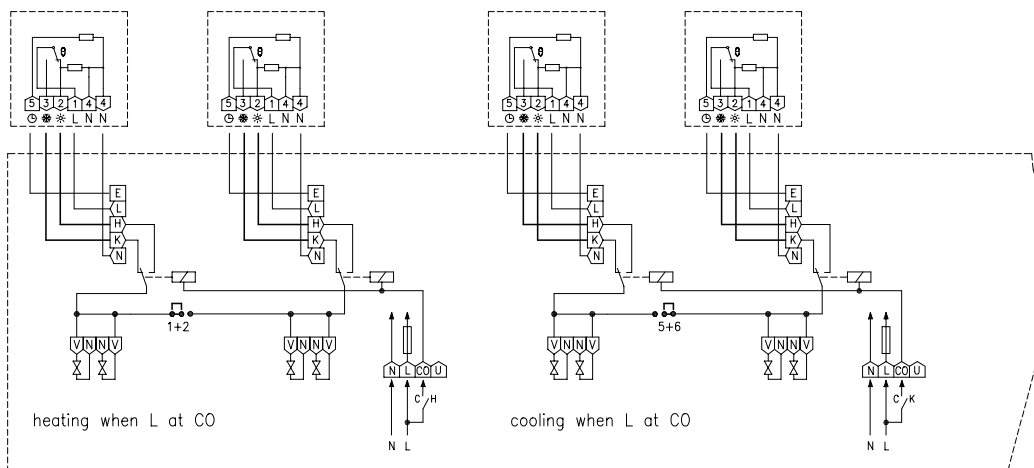 θ θ θ θ
5 3 2 1 4 4 5 3 2 1 4 4 5 3 2 1 4 4 5 3 2 1 4 4
L N N L N N L N N L N N
E E E E
L L L L
H H H H
K K K K
N N N N
1+2 5+6
V N N V V N N V V N N V V N N V
N L CO U N L CO U
C H C K
heating when L at CO cooling when L at CO
N L N L